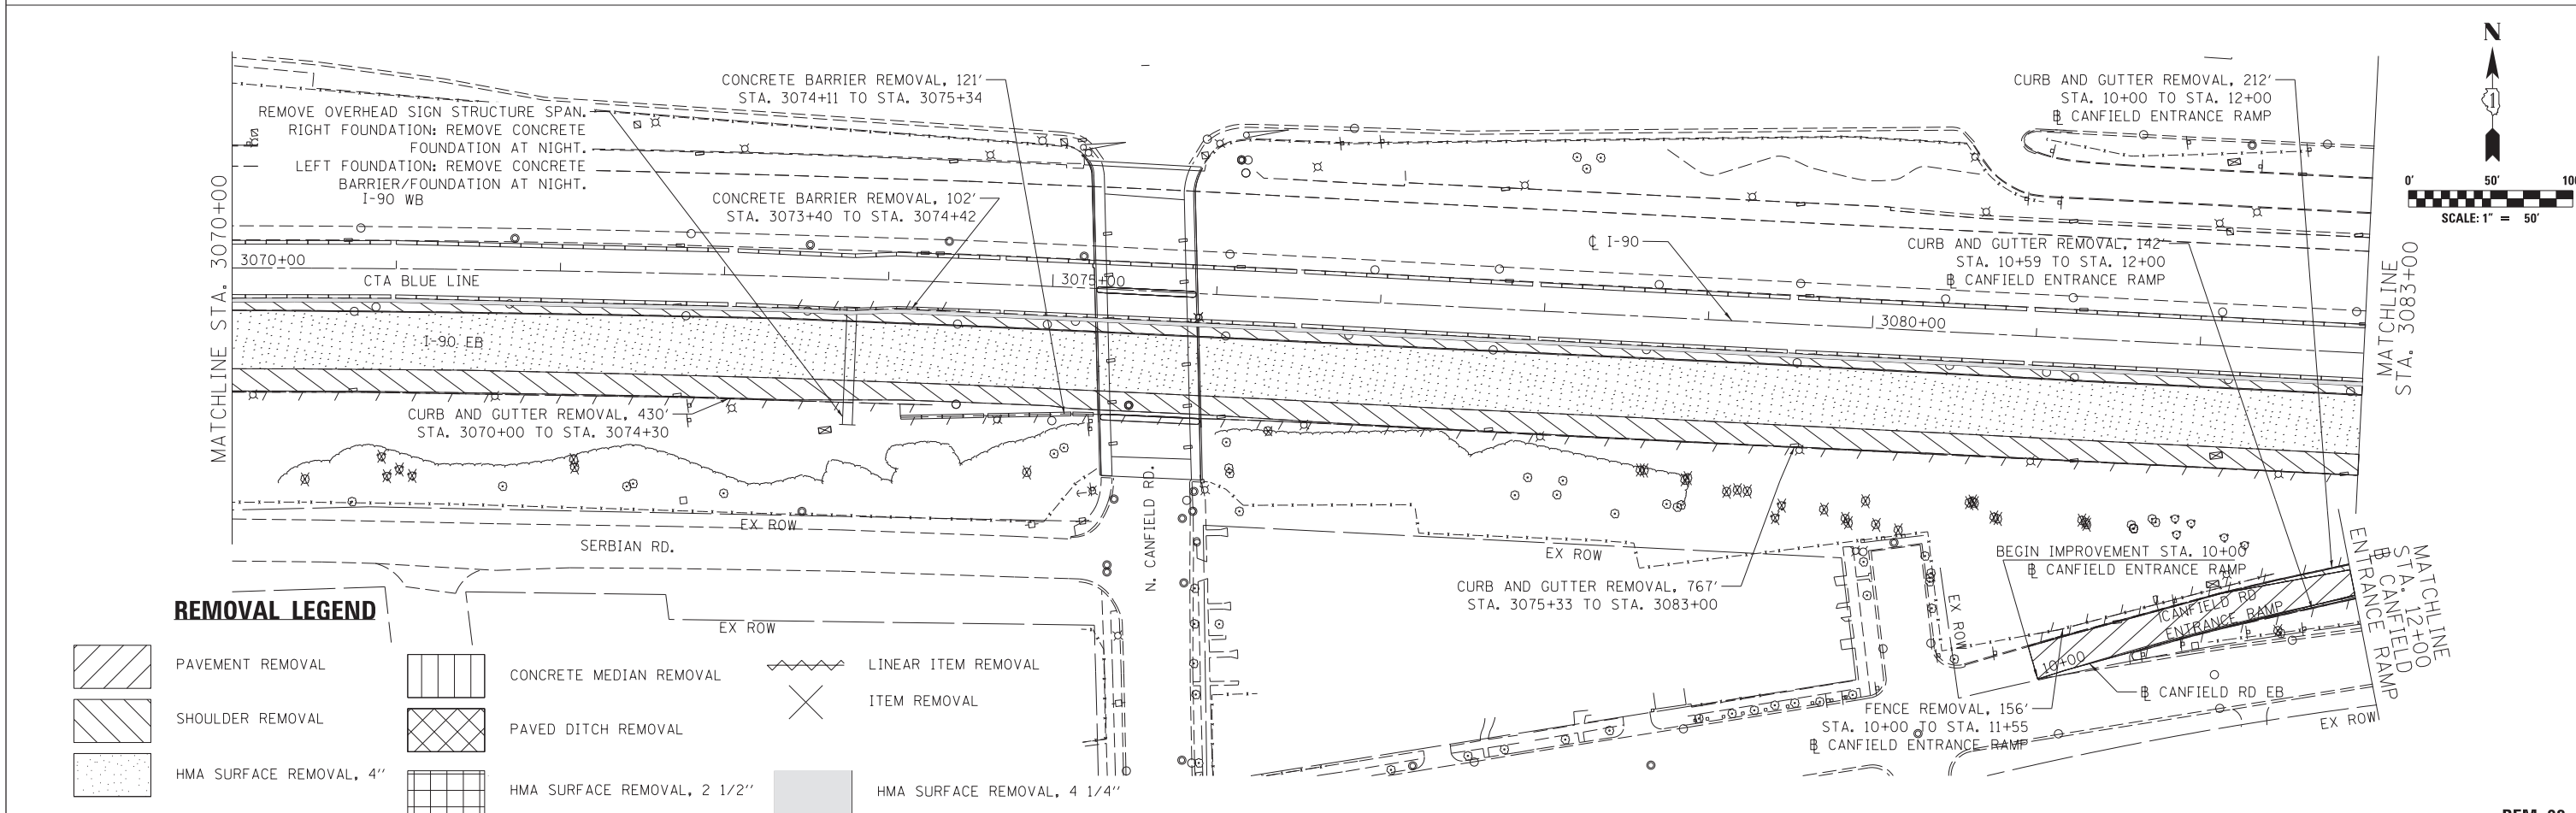 CONCRETE BARRIER REMOVAL, 121'
STA. 3074+11 TO STA. 3075+34
REMOVE OVERHEAD SIGN STRUCTURE SPAN.
RIGHT FOUNDATION: REMOVE CONCRETE
FOUNDATION AT NIGHT.
LEFT FOUNDATION: REMOVE CONCRETE
BARRIER/FOUNDATION AT NIGHT.
I-90 WB
CONCRETE BARRIER REMOVAL, 102'
STA. 3073+40 TO STA. 3074+42
CURB AND GUTTER REMOVAL, 212'
STA. 10+00 TO STA. 12+00
B CANFIELD ENTRANCE RAMP
N
1
0' 50' 100
SCALE: 1" = 50'
℄ I-90
CURB AND GUTTER REMOVAL, 142'
STA. 10+59 TO STA. 12+00
B CANFIELD ENTRANCE RAMP
MATCHLINE STA. 3070+00
3070+00
CTA BLUE LINE
3075+00
3080+00
MATCHLINE
STA. 3083+00
I-90 EB
CURB AND GUTTER REMOVAL, 430'
STA. 3070+00 TO STA. 3074+30
EX ROW
SERBIAN RD.
N. CANFIELD RD.
EX ROW
EX ROW
CURB AND GUTTER REMOVAL, 767'
STA. 3075+33 TO STA. 3083+00
EX ROW
BEGIN IMPROVEMENT STA. 10+00
B CANFIELD ENTRANCE RAMP
CANFIELD RD
ENTRANCE RAMP
10+00
B CANFIELD RD EB
FENCE REMOVAL, 156'
STA. 10+00 TO STA. 11+55
B CANFIELD ENTRANCE RAMP
EX ROW
MATCHLINE
STA. 12+00
B CANFIELD
ENTRANCE RAMP
REMOVAL LEGEND
PAVEMENT REMOVAL
SHOULDER REMOVAL
HMA SURFACE REMOVAL, 4"
CONCRETE MEDIAN REMOVAL
PAVED DITCH REMOVAL
HMA SURFACE REMOVAL, 2 1/2"
LINEAR ITEM REMOVAL
ITEM REMOVAL
HMA SURFACE REMOVAL, 4 1/4"